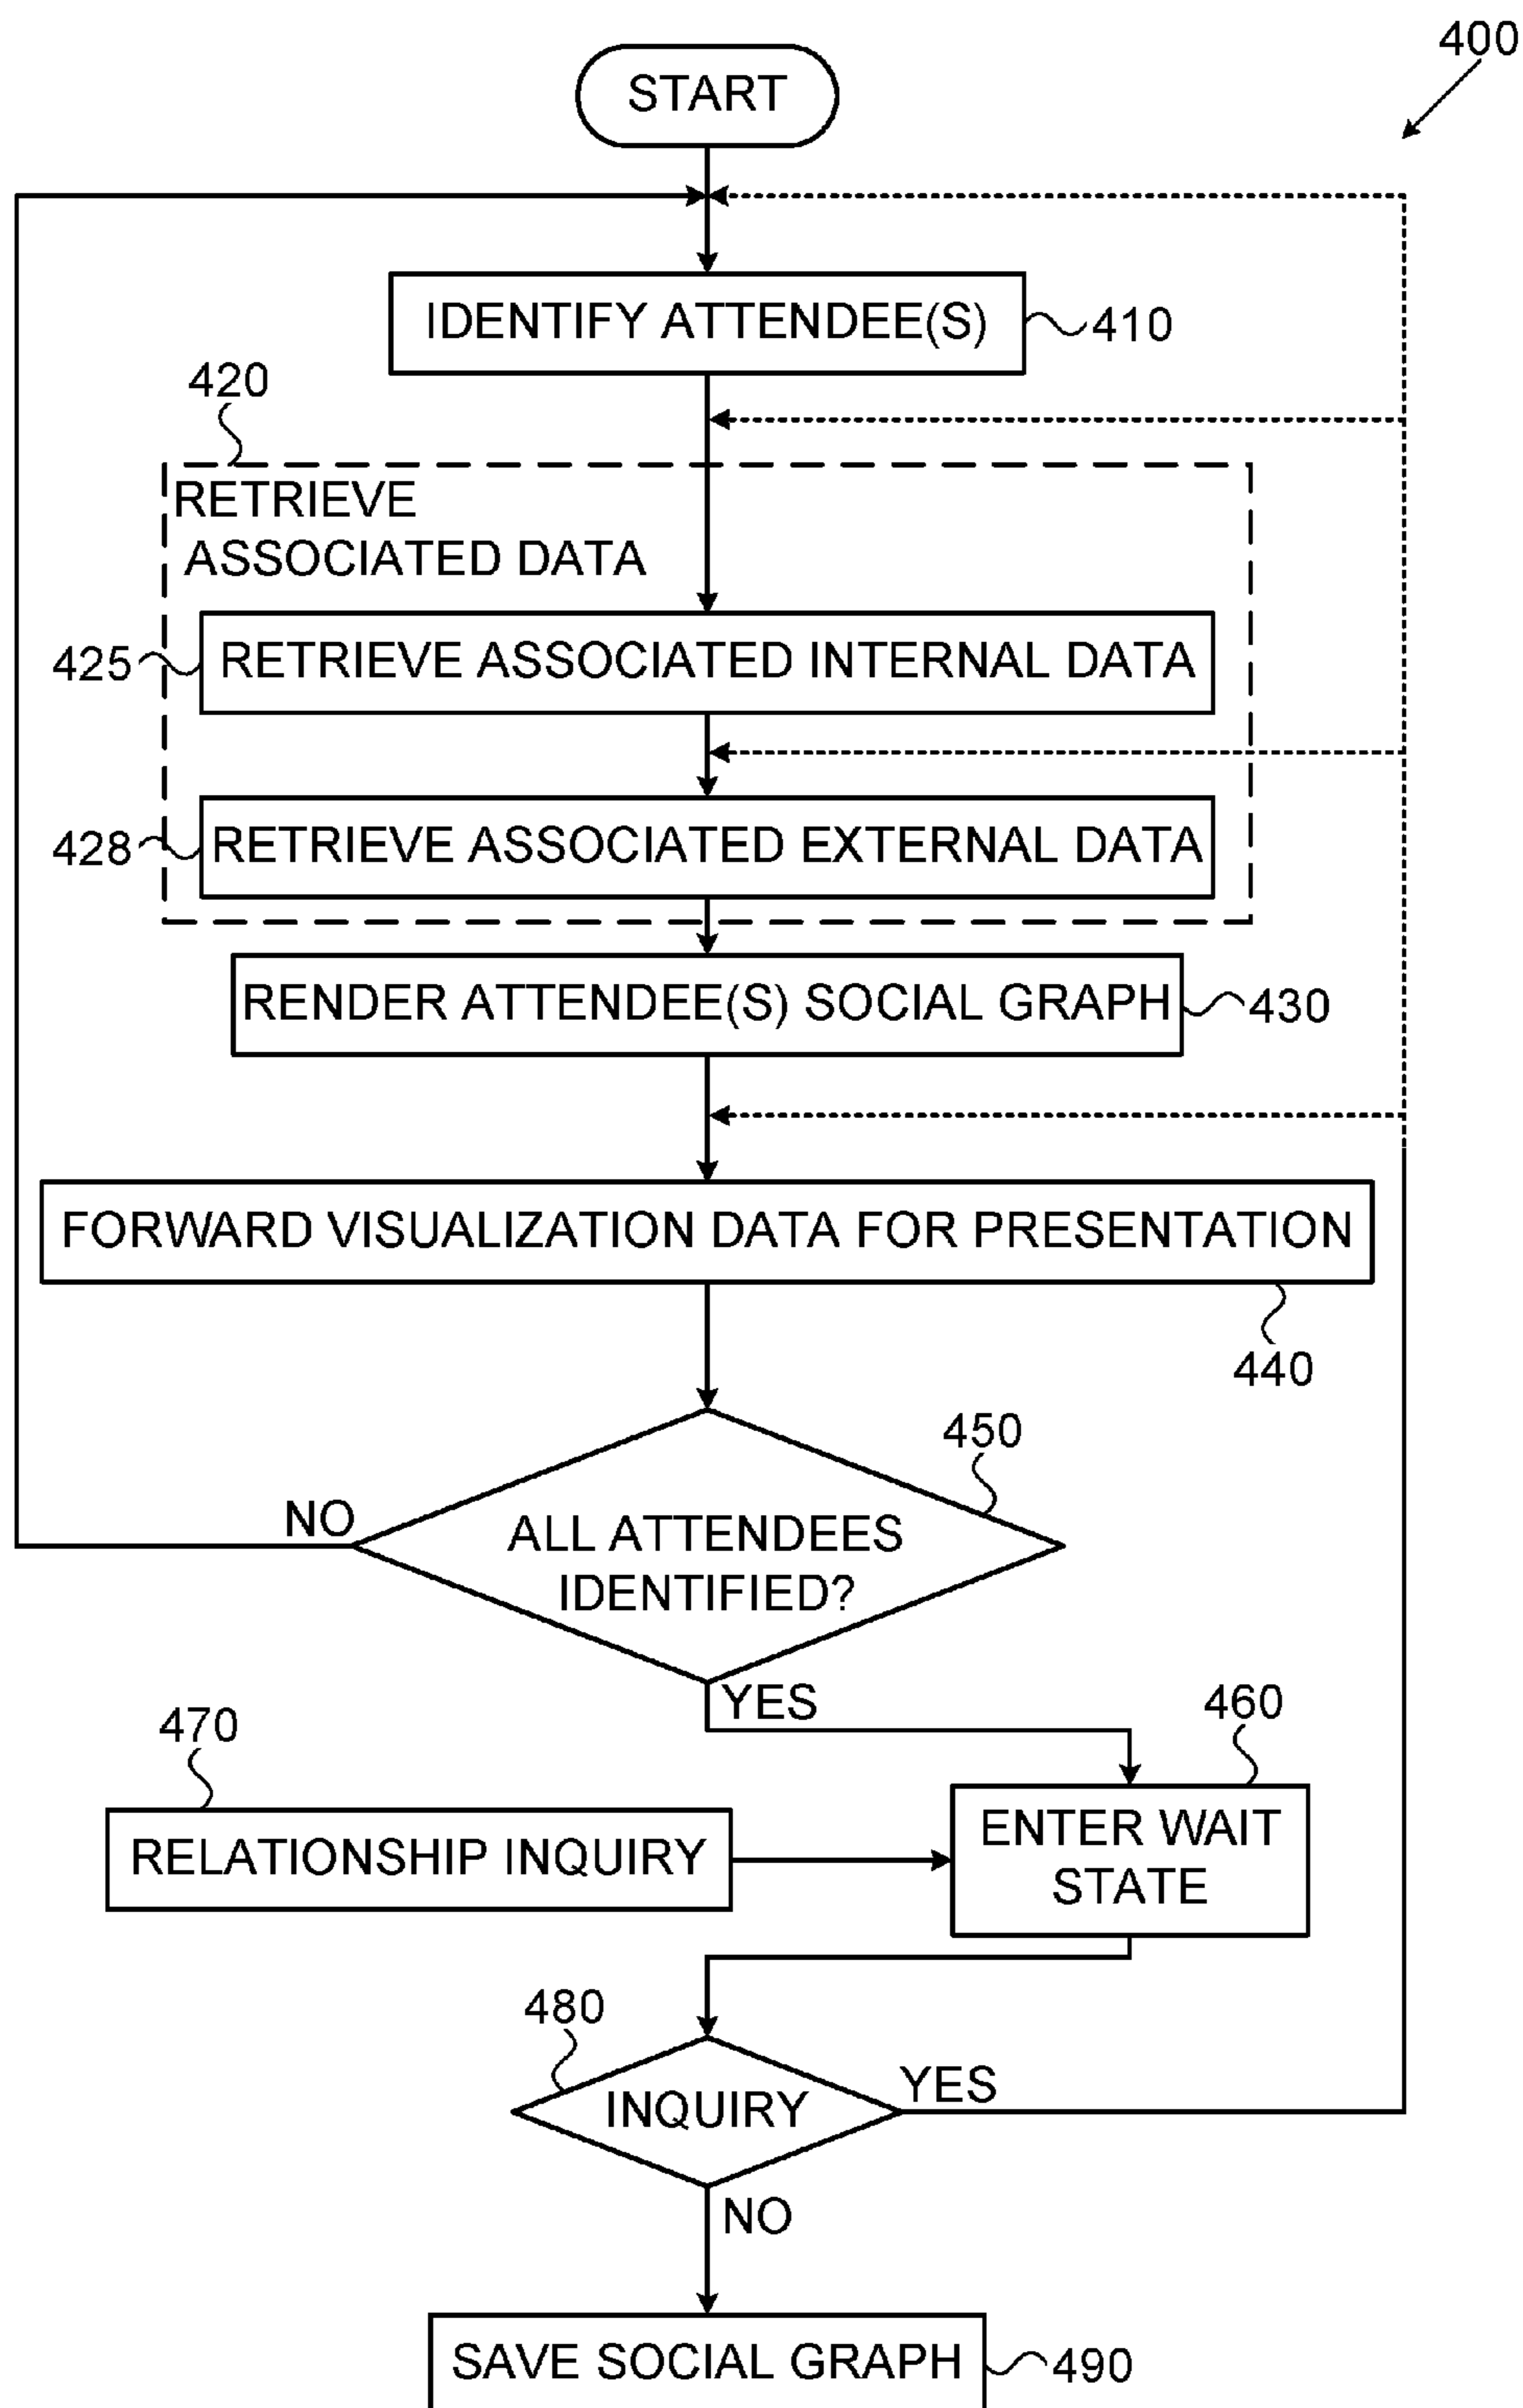 400
START
IDENTIFY ATTENDEE(S)
410
420
RETRIEVE
ASSOCIATED DATA
425
RETRIEVE ASSOCIATED INTERNAL DATA
428
RETRIEVE ASSOCIATED EXTERNAL DATA
RENDER ATTENDEE(S) SOCIAL GRAPH
430
FORWARD VISUALIZATION DATA FOR PRESENTATION
440
450
NO
ALL ATTENDEES
IDENTIFIED?
YES
460
470
RELATIONSHIP INQUIRY
ENTER WAIT
STATE
480
INQUIRY
YES
NO
SAVE SOCIAL GRAPH
490